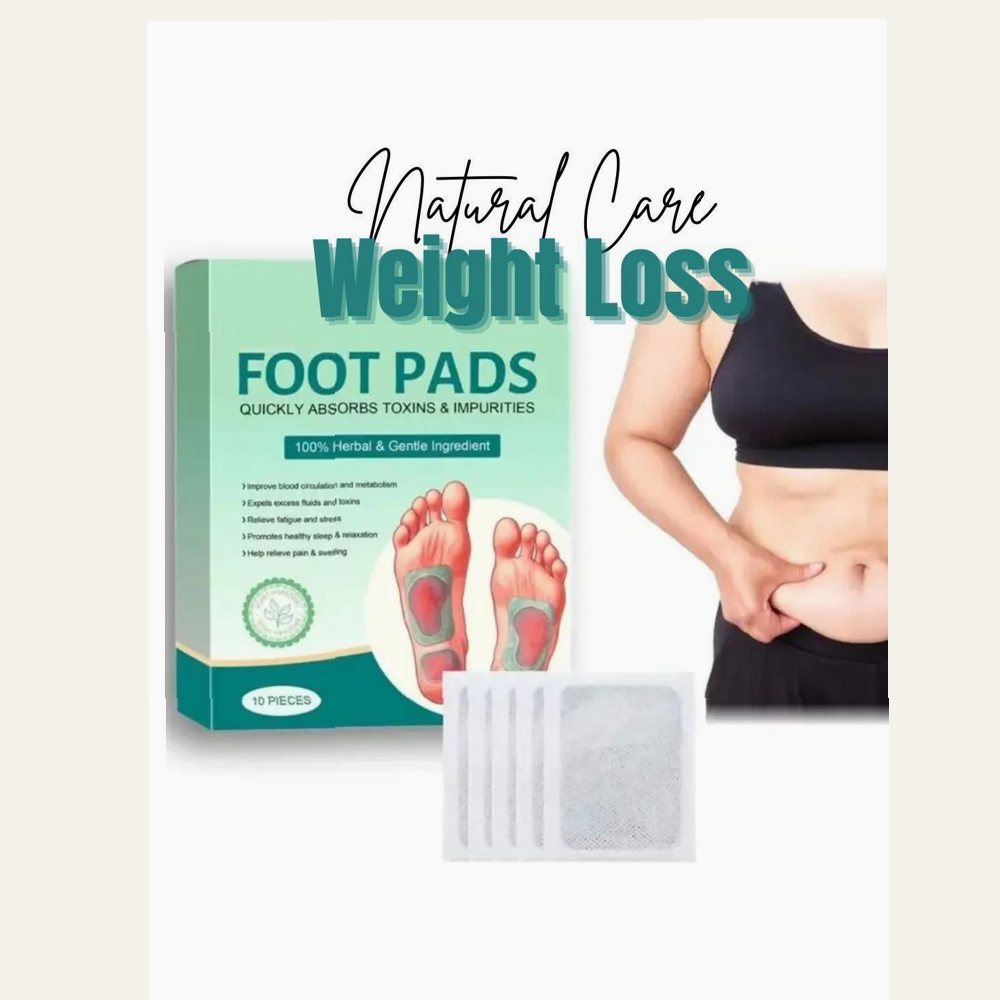 Natural Care
Weight Loss
FOOT PADS
QUICKLY ABSORBS TOXINS & IMPURITIES
100% Herbal & Gentle Ingredient
Improve blood circulation and metabolism
Expels excess fluids and toxins
Relieve fatigue and stress
Promotes healthy sleep & relaxation
Help relieve pain & swelling
10 PIECES